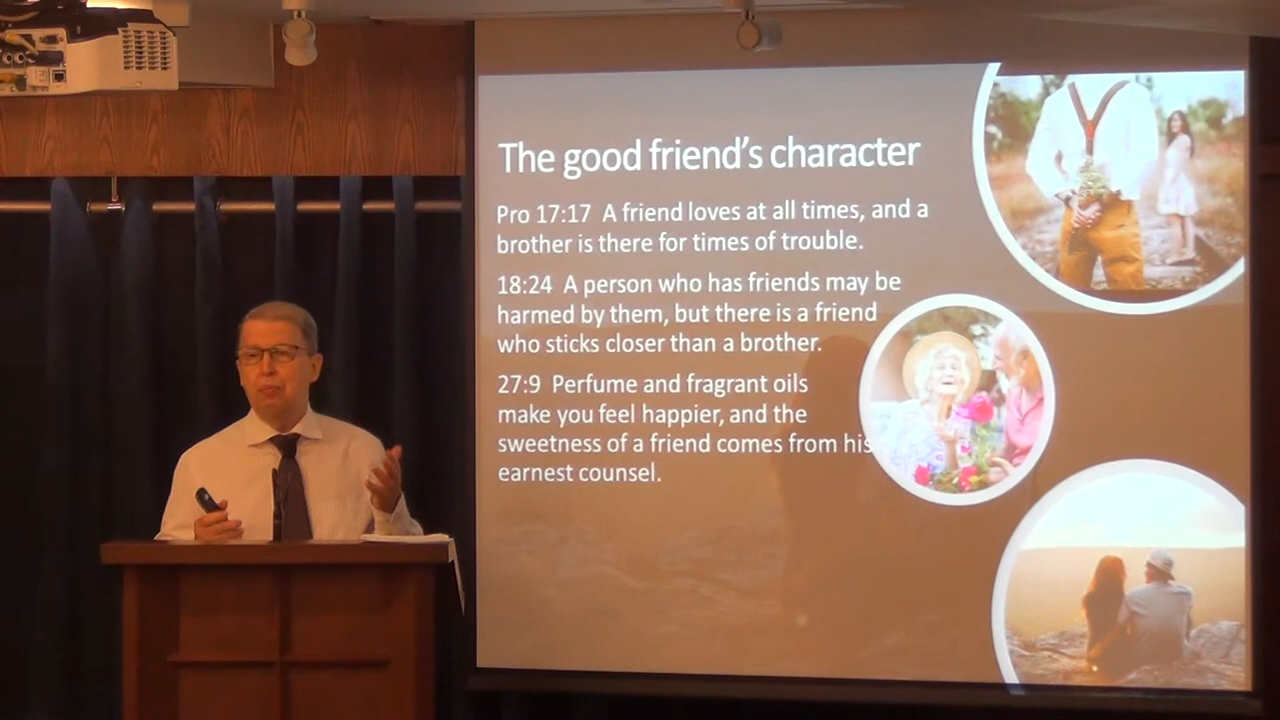 The good friend's character
Pro 17:17  A friend loves at all times, and a
brother is there for times of trouble.
18:24  A person who has friends may be
harmed by them, but there is a friend
who sticks closer than a brother.
27:9  Perfume and fragrant oils
make you feel happier, and the
sweetness of a friend comes from his
earnest counsel.